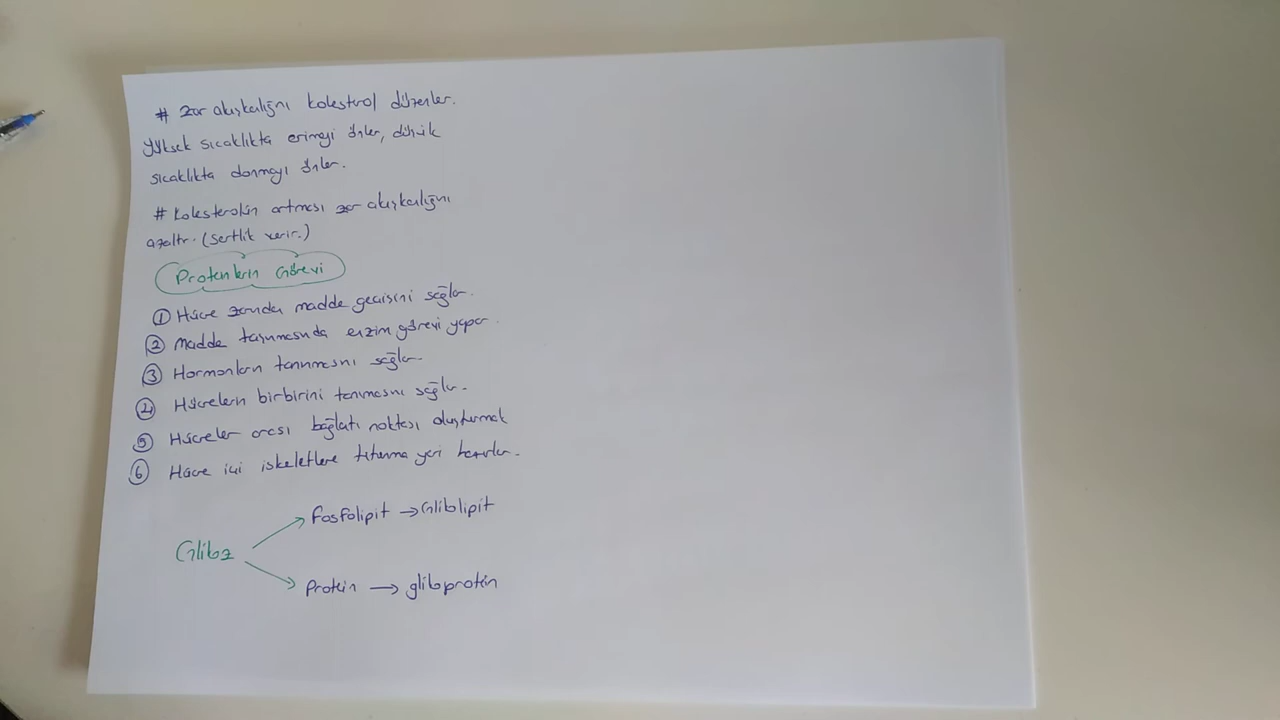 # zar akışkanlığını kolestrol düzenler.
Yüksek sıcaklıkta erimeyi önler, düşük
sıcaklıkta donmayı önler.
# Kolesterolün artması zar akışkanlığını
azaltır. (Sertlik verir.)
Proteinlerin Görevi
① Hücre zarında madde geçişini sağlar.
② Madde taşınmasında enzim görevi yapar.
③ Hormonların tanınmasını sağlar.
④ Hücrelerin birbirini tanımasını sağlar.
⑤ Hücreler arası bağlantı noktası oluşturmak
⑥ Hücre içi iskeletlere tutunma yeri hazırlar.
Glikoz
Fosfolipit → Glikolipit
Protein → glikoprotein